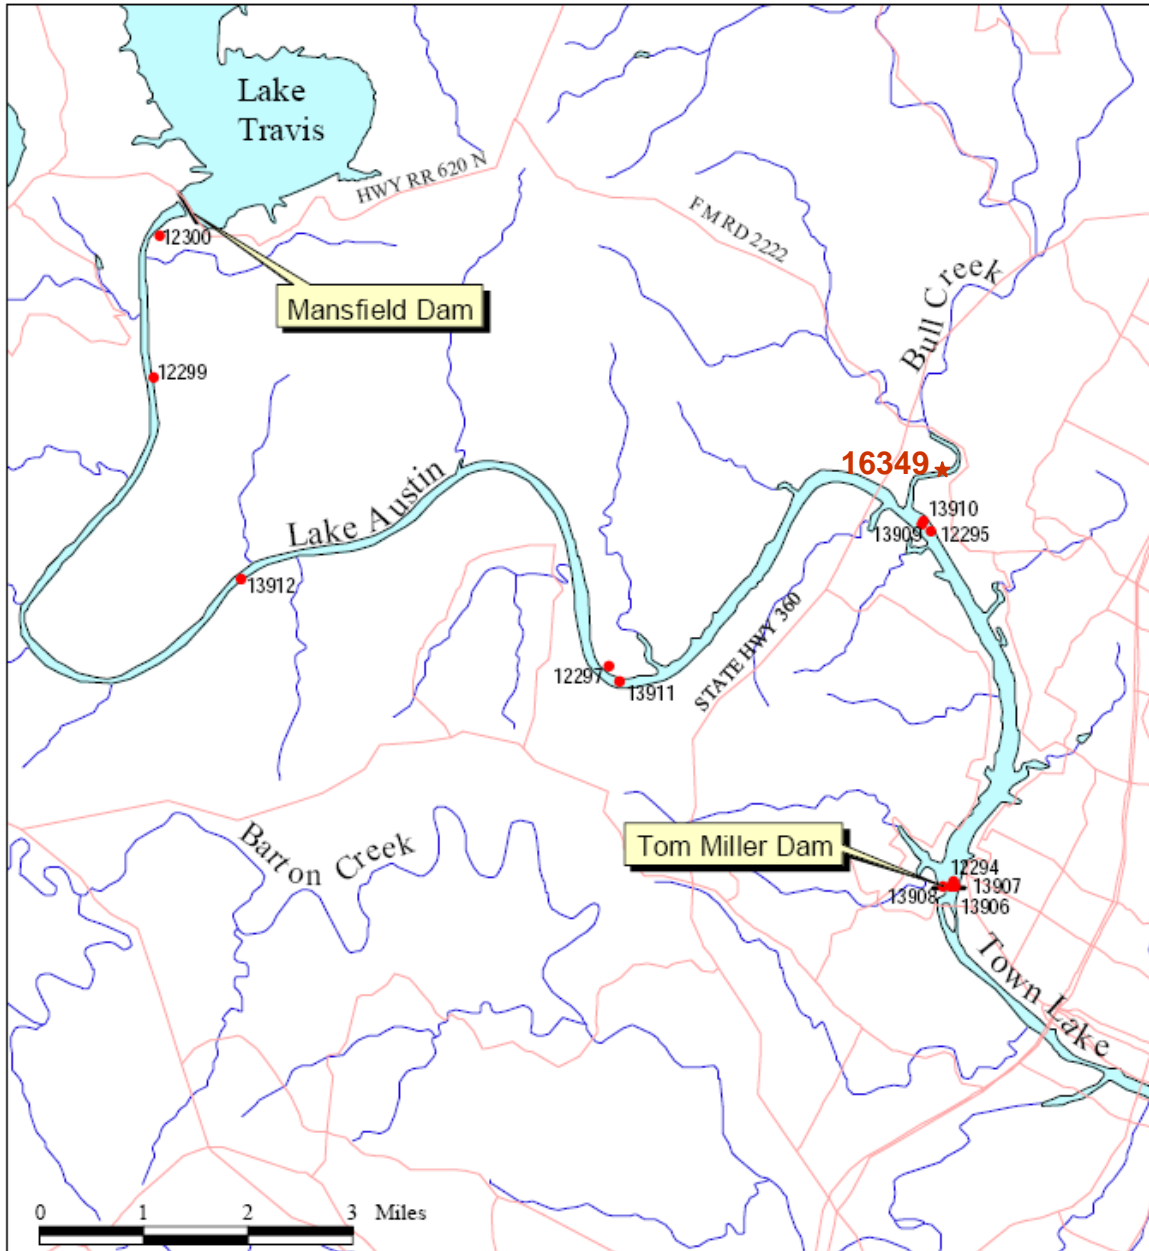 Lake
Travis
HWY RR 620 N
12300
FM RD 2222
Mansfield Dam
Bull Creek
12299
16349
Lake Austin
13910
13909
12295
13912
STATE HWY 360
12297
13911
Barton Creek
Tom Miller Dam
12294
13908
13907
13906
Town Lake
0 1 2 3 Miles